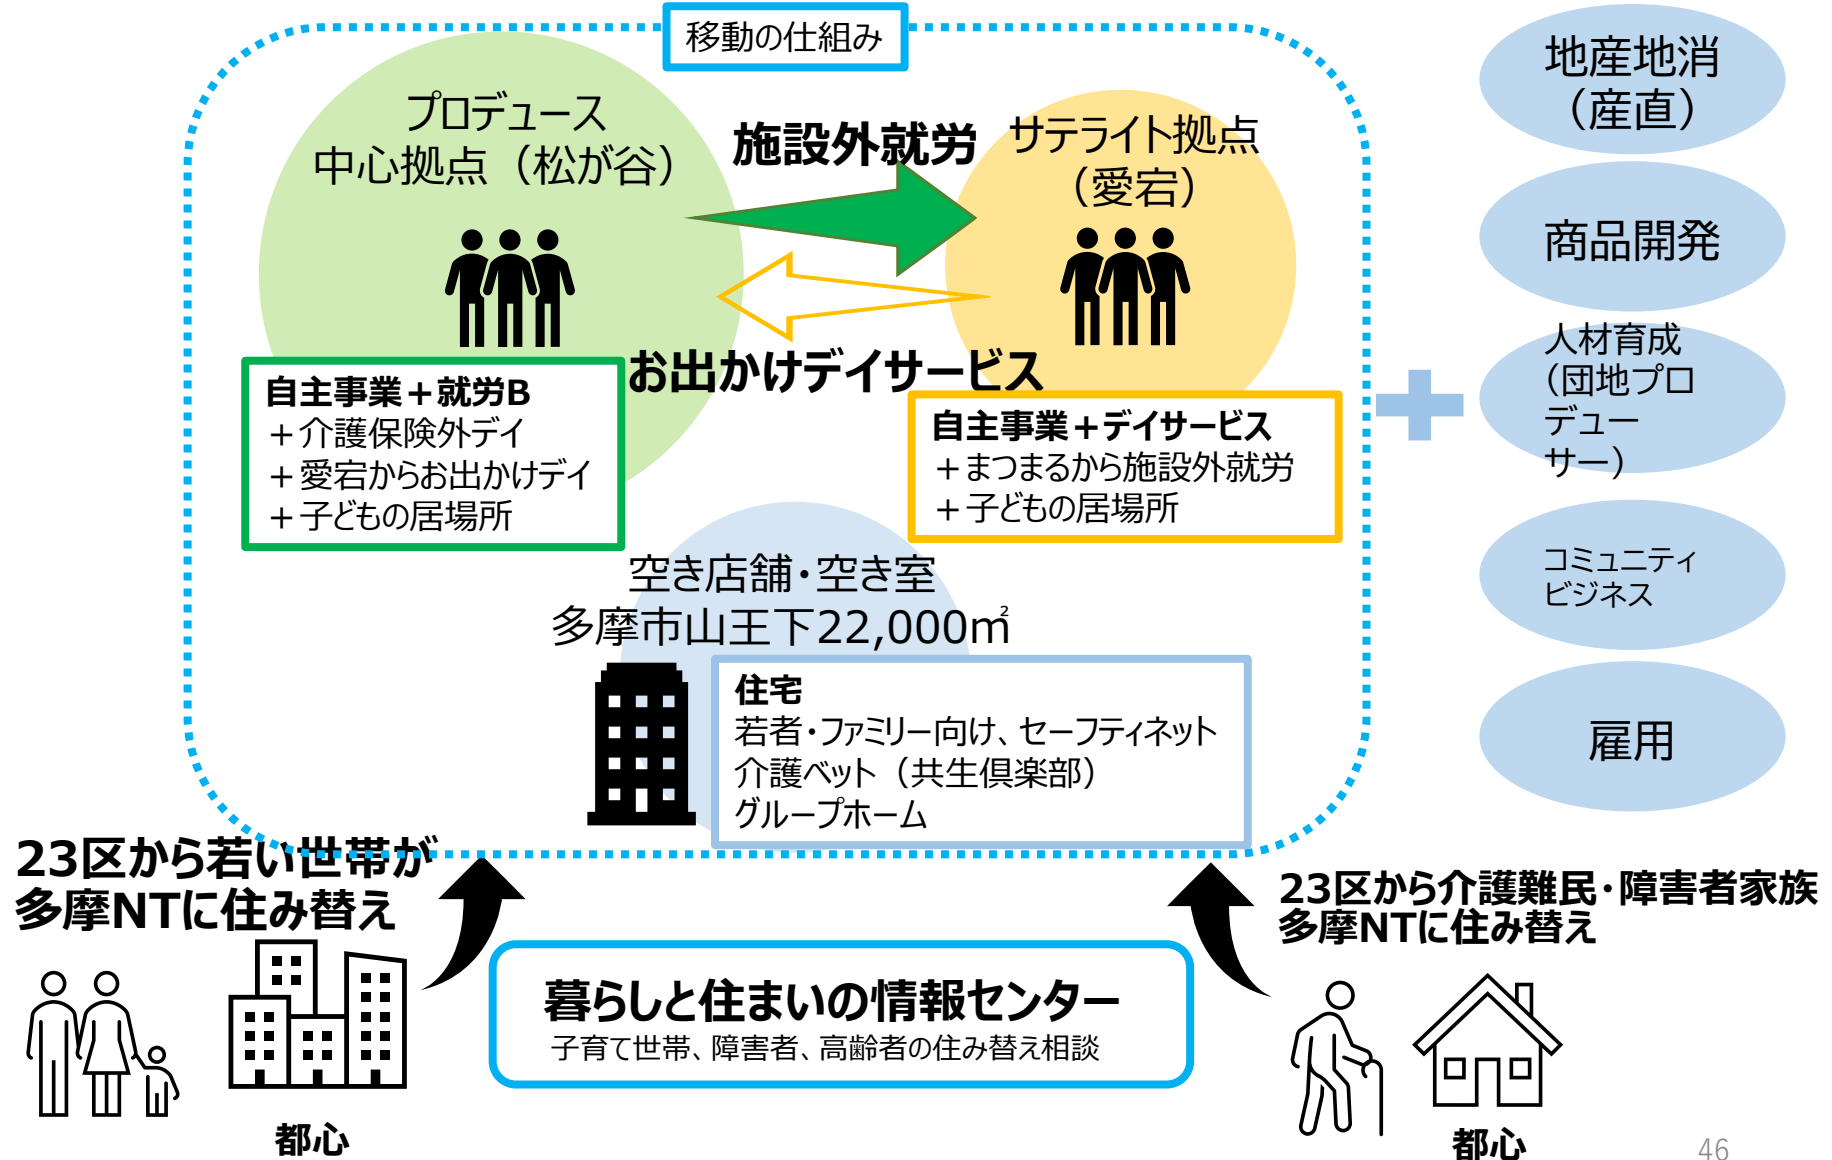 移動の仕組み
プロデュース
中心拠点（松が谷）
施設外就労
サテライト拠点
（愛宕）
お出かけデイサービス
自主事業＋就労B
＋介護保険外デイ
＋愛宕からお出かけデイ
＋子どもの居場所
自主事業＋デイサービス
＋まつまるから施設外就労
＋子どもの居場所
空き店舗・空き室
多摩市山王下22,000㎡
住宅
若者・ファミリー向け、セーフティネット
介護ベット（共生倶楽部）
グループホーム
地産地消
（産直）
商品開発
人材育成
（団地プロ
デュー
サー）
コミュニティ
ビジネス
雇用
23区から若い世帯が
多摩NTに住み替え
都心
暮らしと住まいの情報センター
子育て世帯、障害者、高齢者の住み替え相談
23区から介護難民・障害者家族
多摩NTに住み替え
都心
46